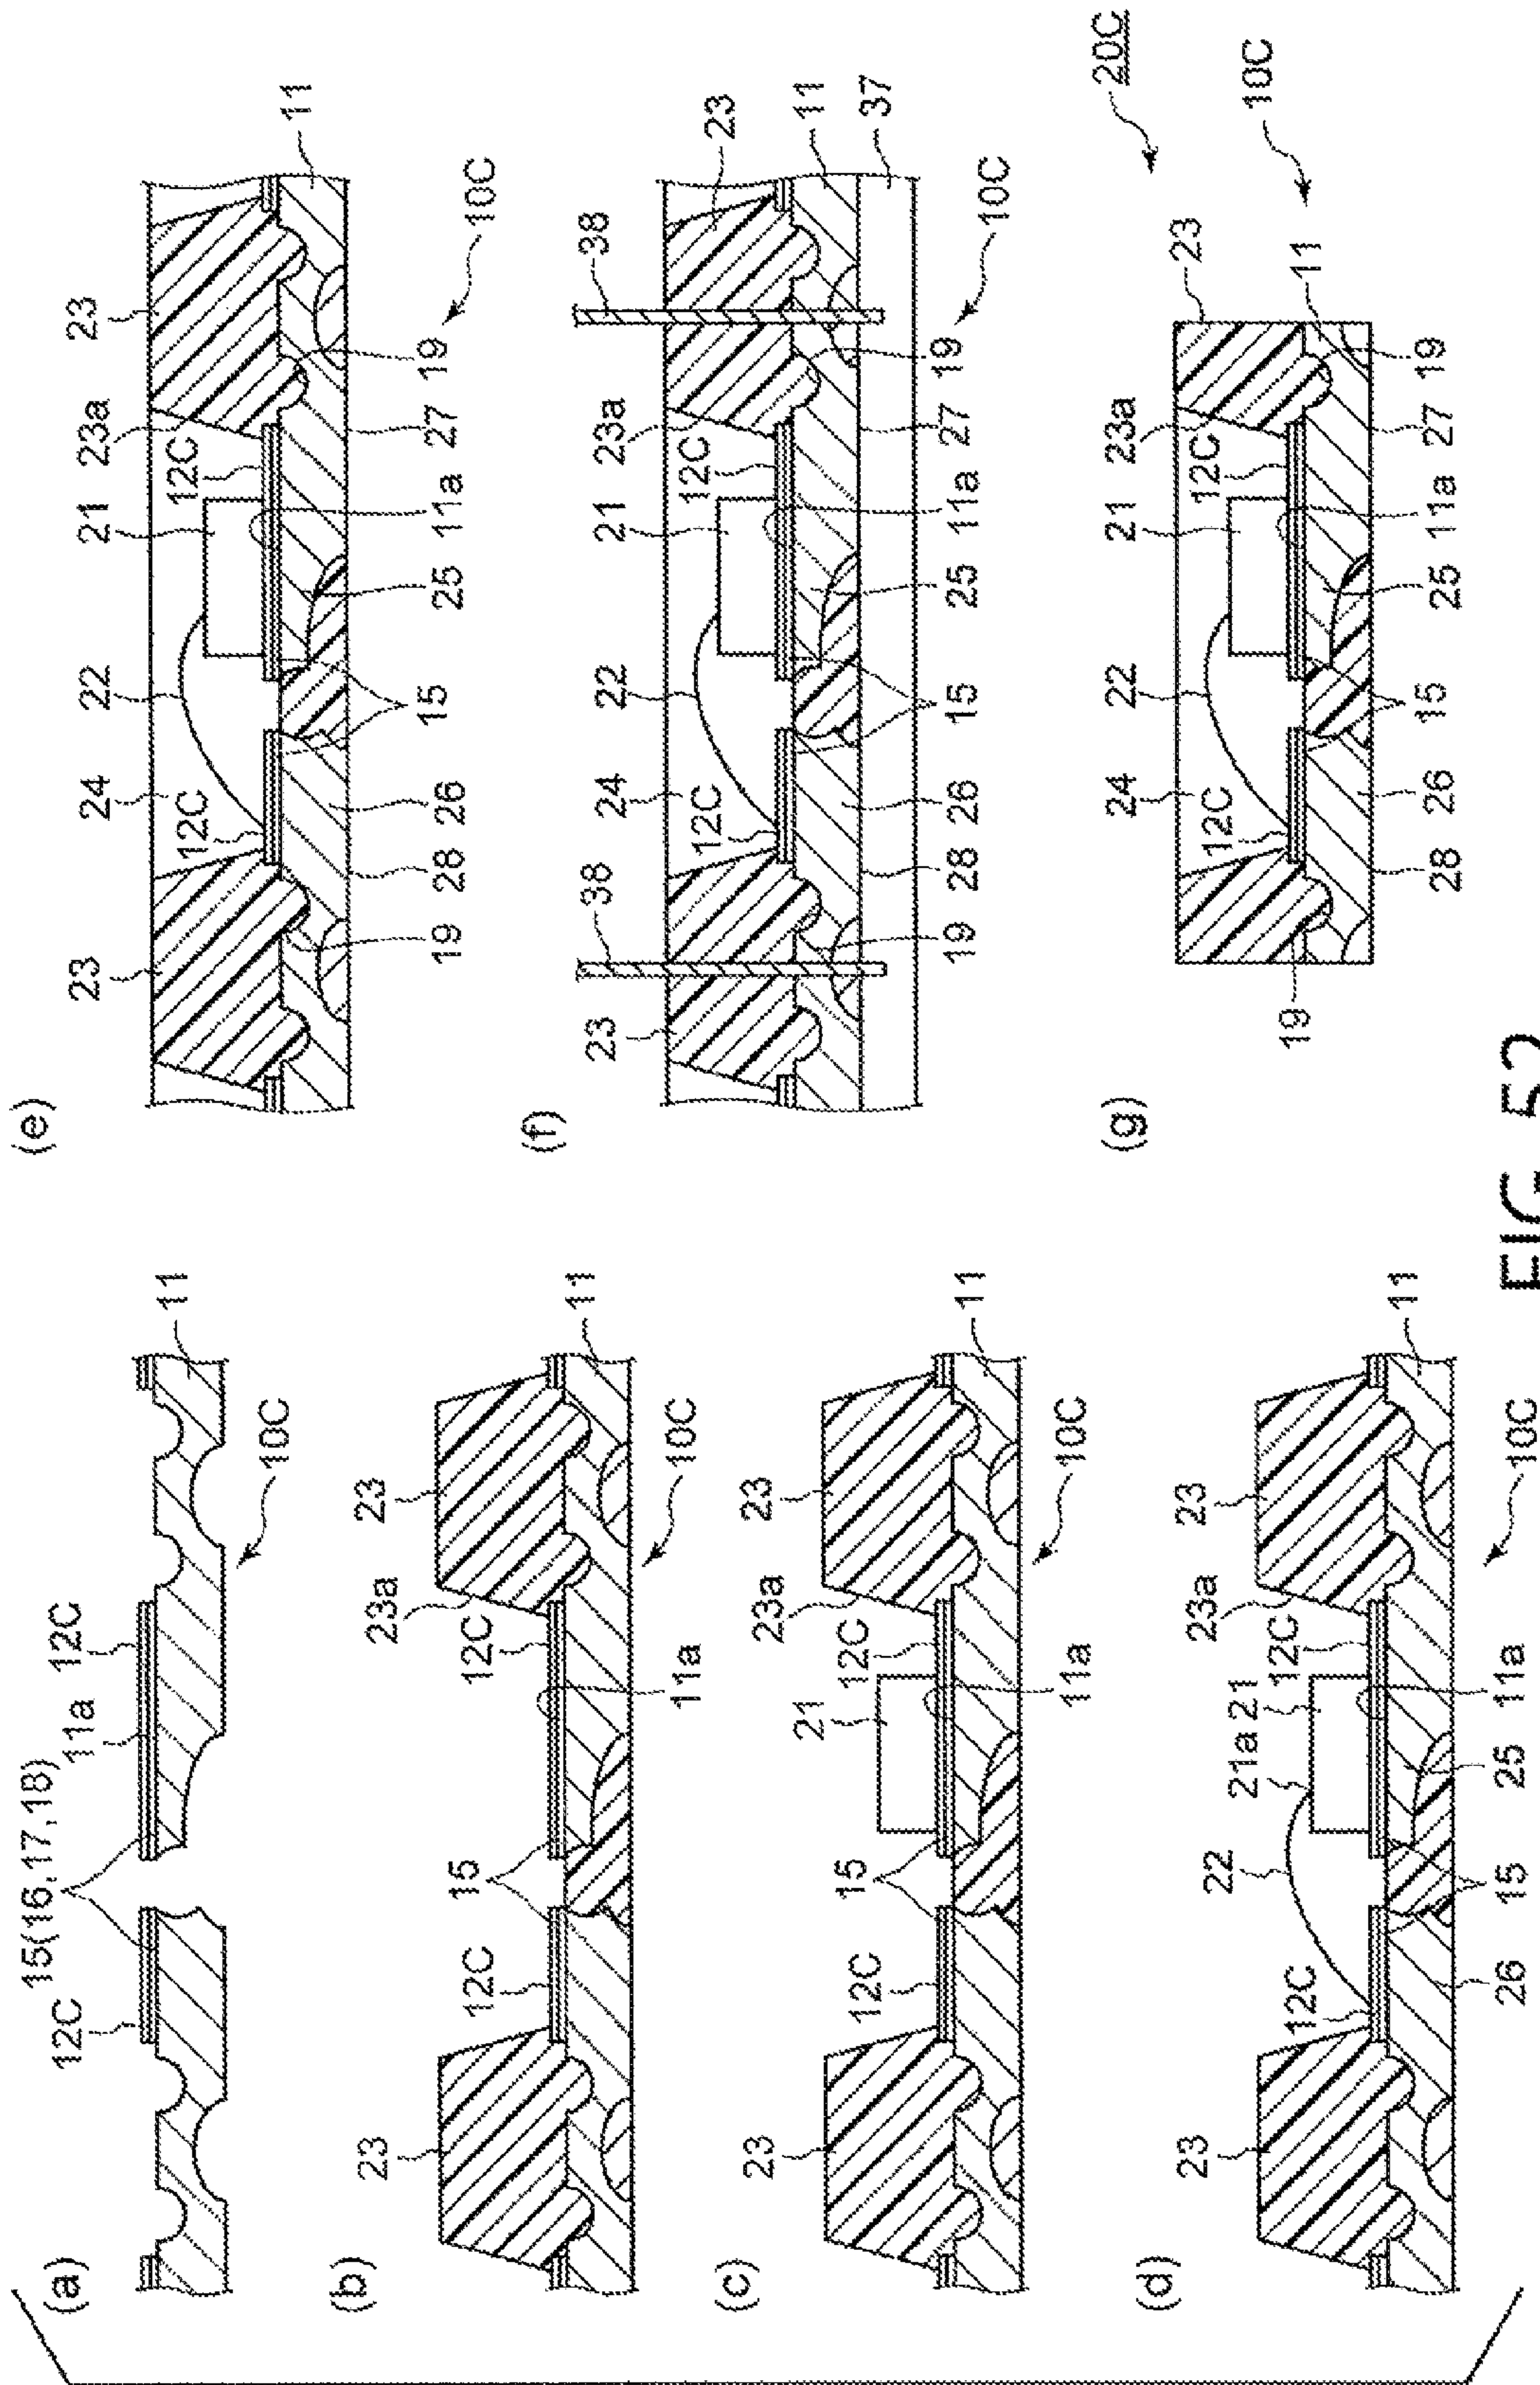 (a)
15(16,17,18)
12C
11a
12C
11
10C
(b)
23
12C
15
12C
23a
23
11
11a
10C
(c)
23
12C
15
21
12C
23a
23
11
11a
10C
(d)
23
12C
22
21a
21
12C
23a
23
11
26
15
25
11a
10C
(e)
23
12C
24
22
21
12C
23a
23
11
19
28
26
15
25
11a
27
19
10C
(f)
38
23
12C
24
22
21
12C
23a
38
23
11
37
19
28
26
15
25
11a
27
19
10C
(g)
20C
12C
24
22
21
12C
23a
23
11
10C
19
28
26
15
25
11a
27
19
FIG. 52